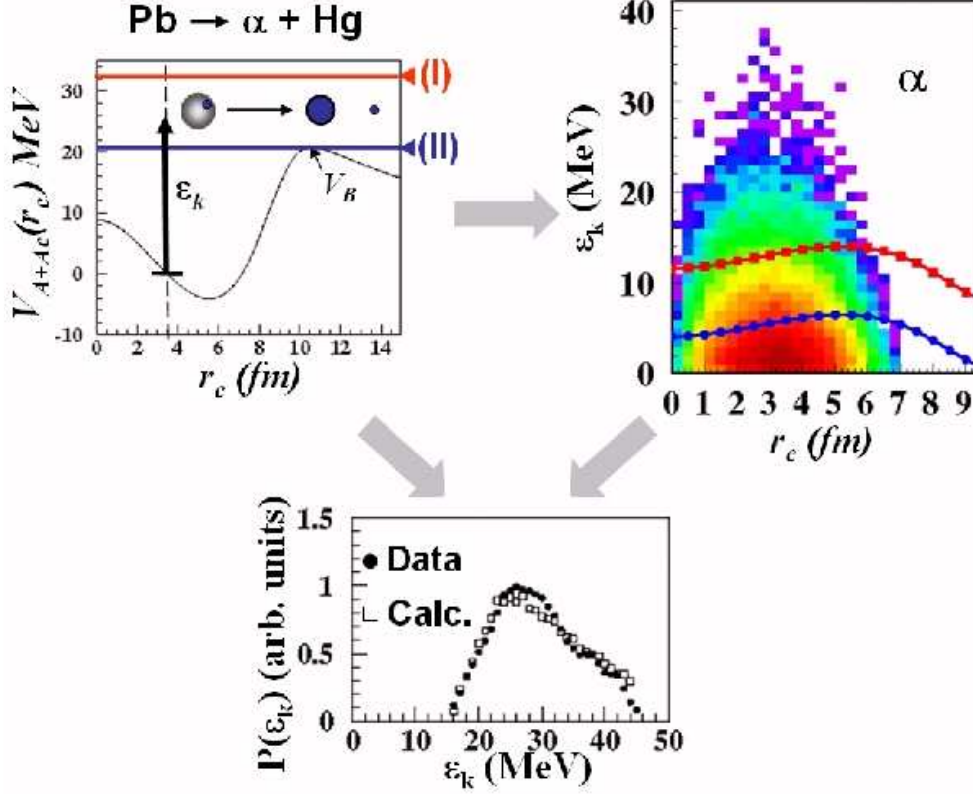 Pb → α + Hg
V_{A+Ac}(r_c) MeV
30
20
10
0
-10
(I)
(II)
ε_k
V_B
0 2 4 6 8 10 12 14
r_c (fm)
ε_k (MeV)
40
30
20
10
0
α
0 1 2 3 4 5 6 7 8 9
r_c (fm)
P(ε_k) (arb. units)
1.5
1
0.5
0
Data
Calc.
0 10 20 30 40 50
ε_k (MeV)